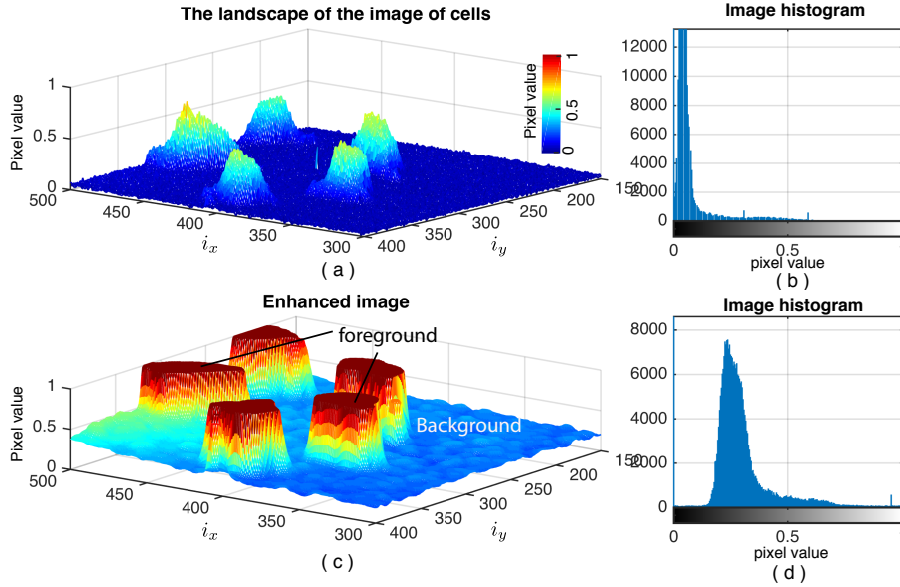 The landscape of the image of cells
Pixel value
1
0.5
0
500
450
400
350
300
400
350
300
250
200
150
i_x
i_y
Pixel value
0
0.5
1
( a )
Image histogram
12000
10000
8000
6000
4000
2000
0
0
0.5
1
pixel value
( b )
Enhanced image
foreground
Background
Pixel value
1
0.5
0
500
450
400
350
300
400
350
300
250
200
150
i_x
i_y
( c )
Image histogram
8000
6000
4000
2000
0
0
0.5
1
pixel value
( d )